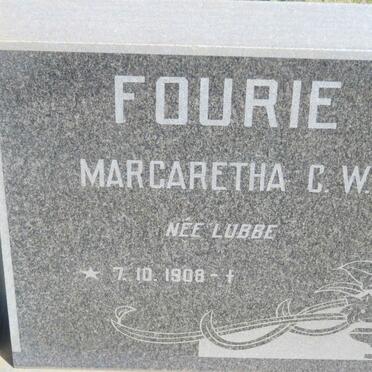 FOURIE
MARGARETHA C. W.
NÉE LUBBE
* 7. 10. 1908 - †